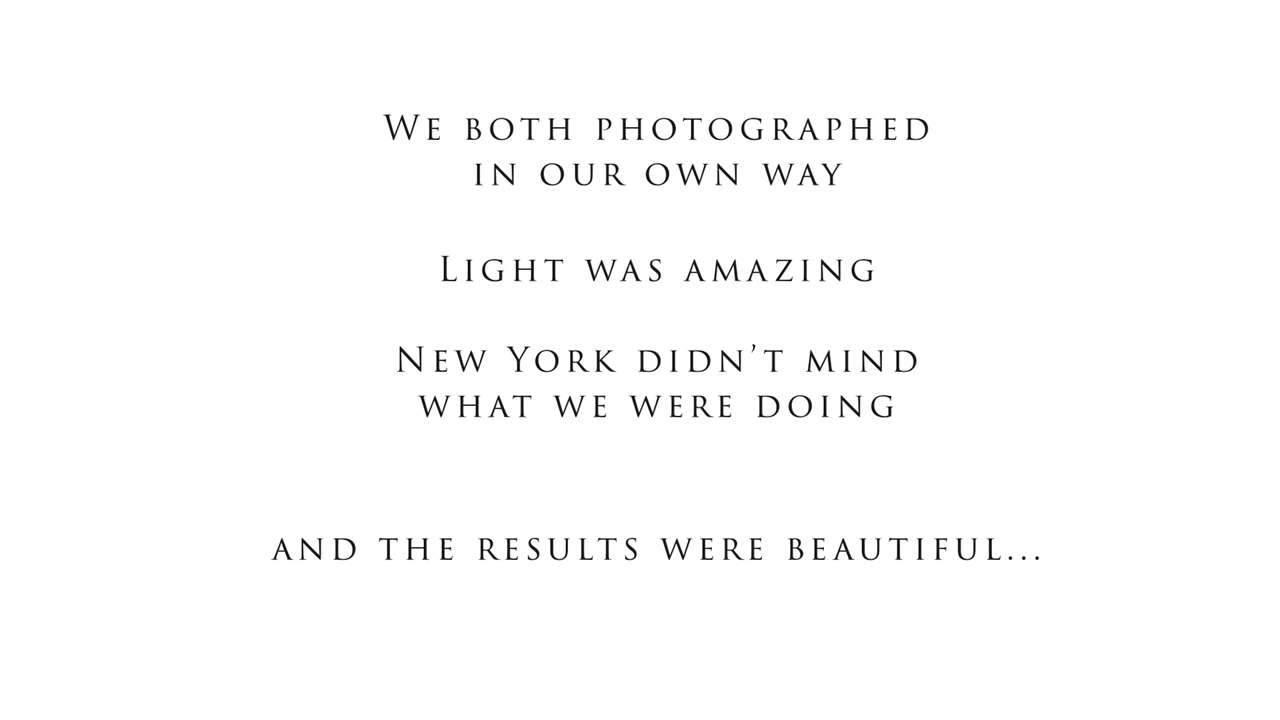 We both photographed
in our own way
Light was amazing
New York didn’t mind
what we were doing
and the results were beautiful...